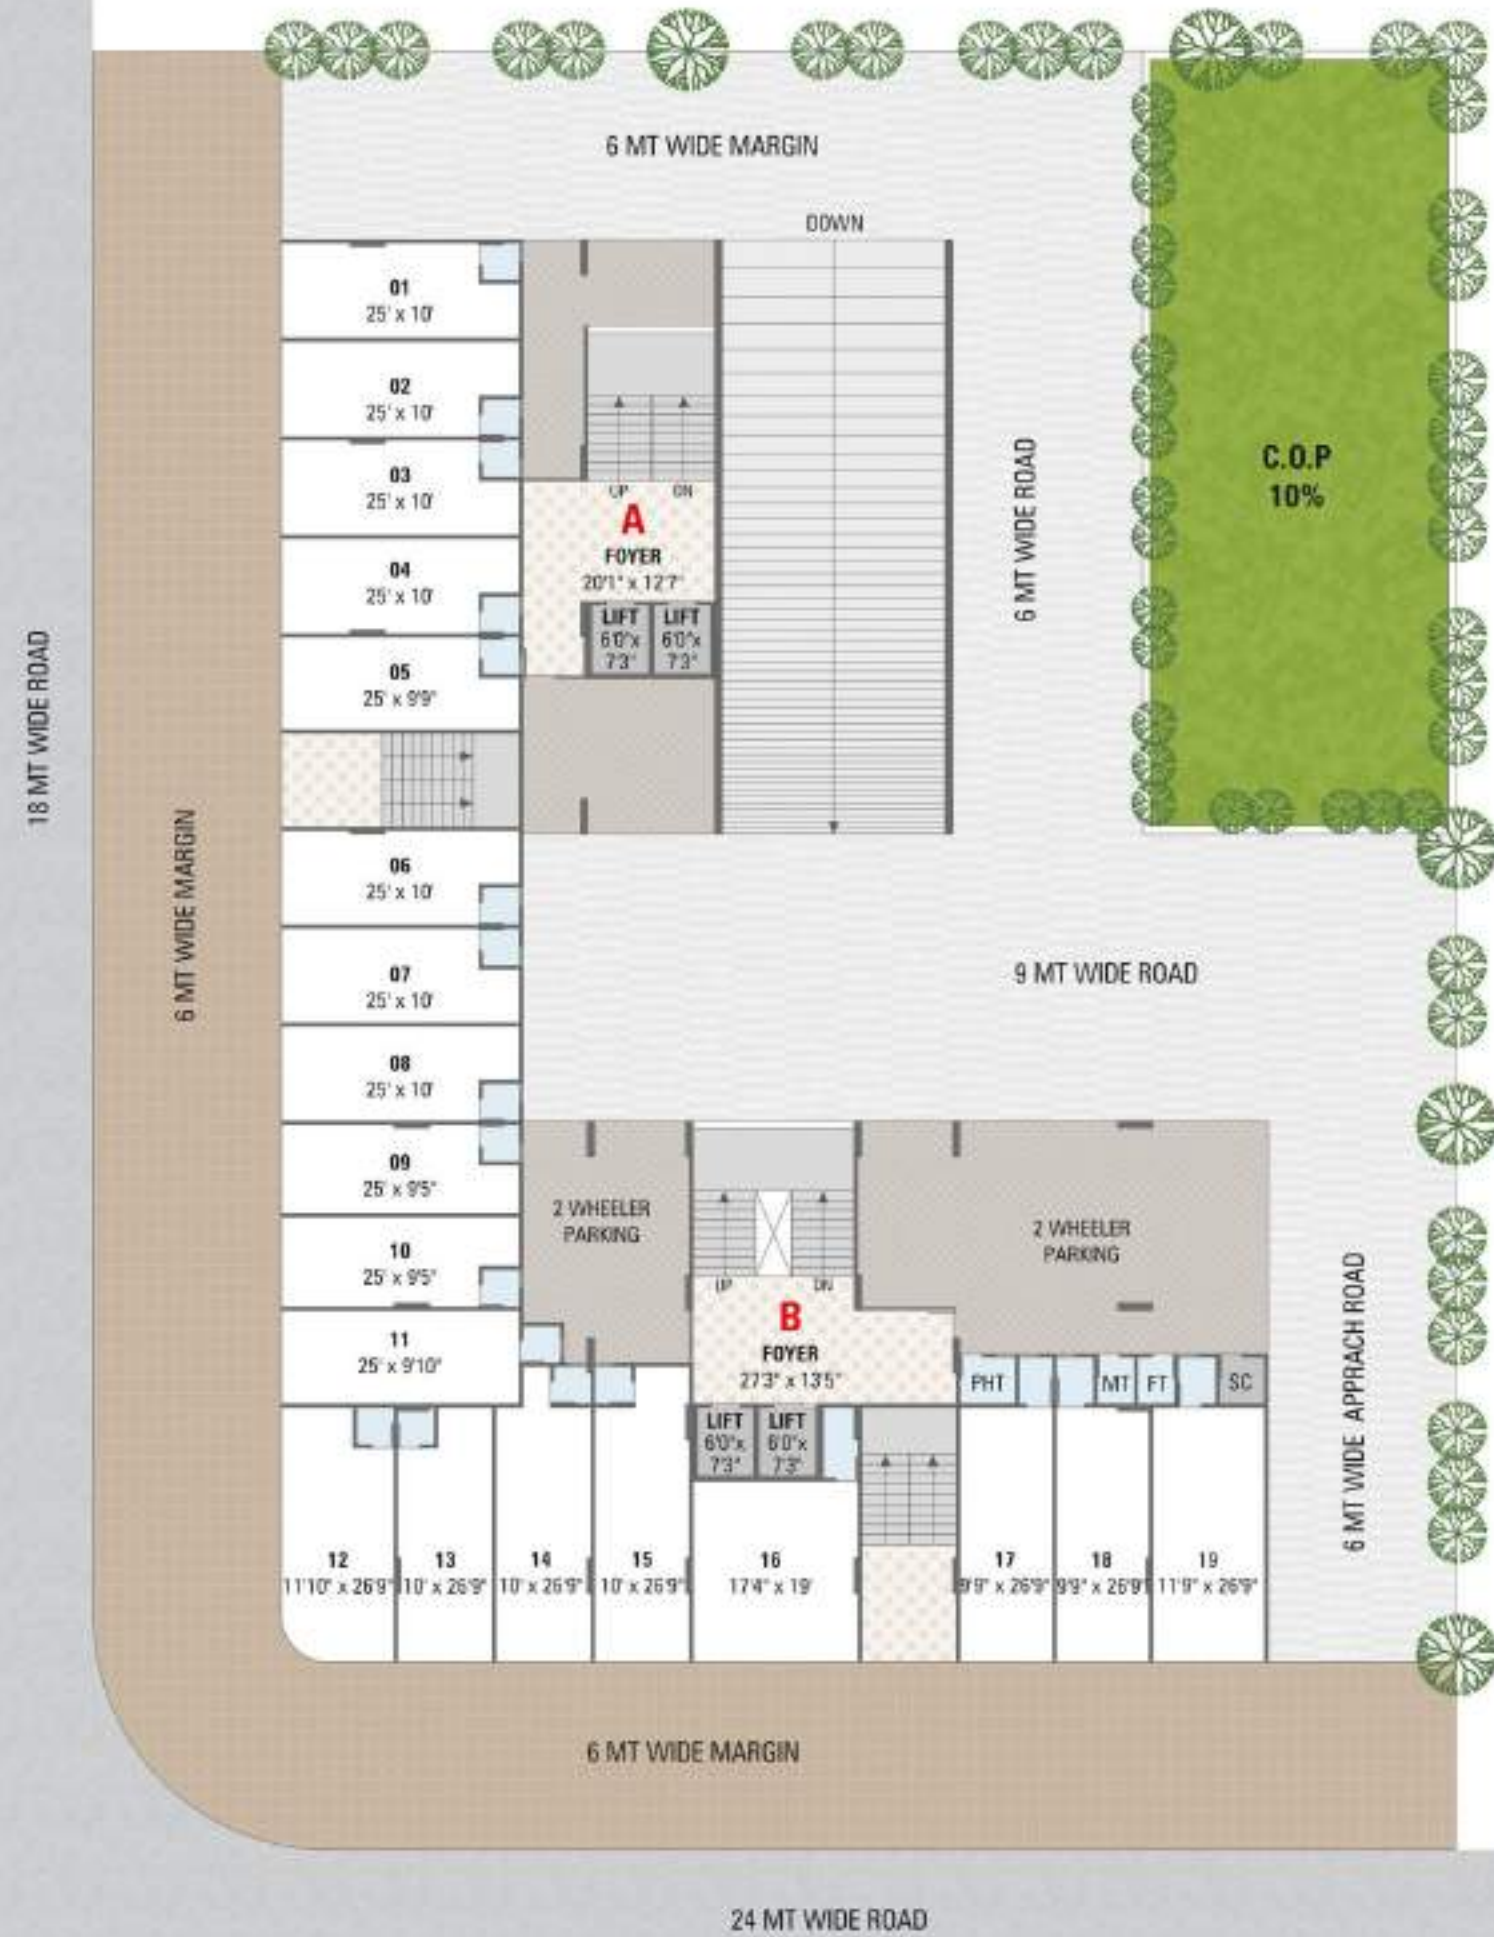 6 MT WIDE MARGIN
DOWN
01
25' x 10'
02
25' x 10'
03
25' x 10'
04
25' x 10'
05
25' x 9'9"
UP
DN
A
FOYER
20'1" x 12'7"
LIFT
6'0"x
7'3"
LIFT
6'0"x
7'3"
6 MT WIDE ROAD
C.O.P
10%
18 MT WIDE ROAD
6 MT WIDE MARGIN
06
25' x 10'
07
25' x 10'
08
25' x 10'
09
25' x 9'5"
10
25' x 9'5"
11
25' x 9'10"
9 MT WIDE ROAD
2 WHEELER
PARKING
UP
DN
B
FOYER
27'3" x 13'5"
2 WHEELER
PARKING
PHT
MT
FT
SC
LIFT
6'0"x
7'3"
LIFT
6'0"x
7'3"
6 MT WIDE APPRACH ROAD
12
11'10" x 26'9"
13
10' x 26'9"
14
10' x 26'9"
15
10' x 26'9"
16
17'4" x 19'
17
9'9" x 26'9"
18
9'9" x 26'9"
19
11'9" x 26'9"
6 MT WIDE MARGIN
24 MT WIDE ROAD